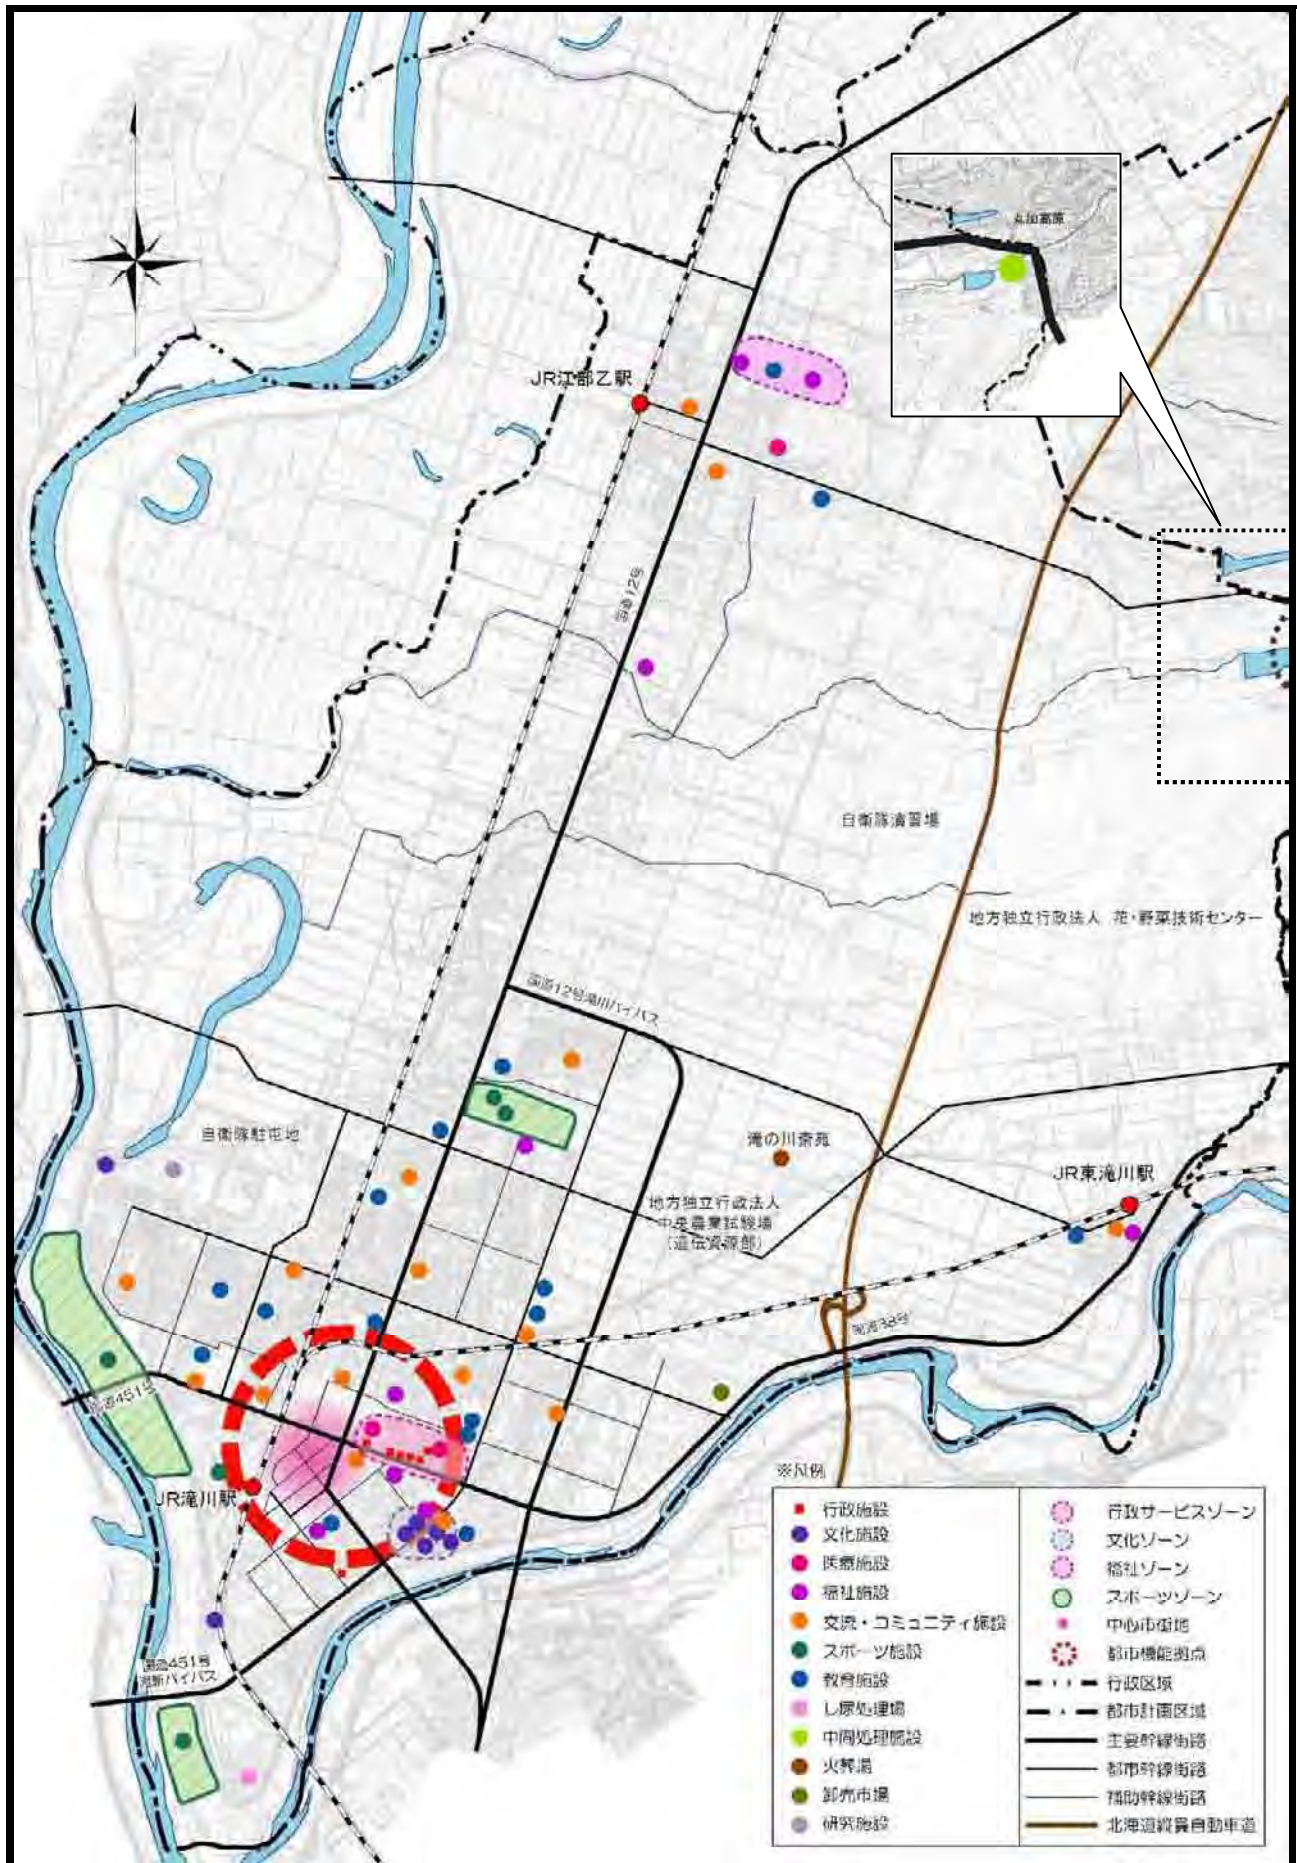 丸加高原
JR江部乙駅
国道12号
自衛隊演習場
地方独立行政法人 花・野菜技術センター
国道12号滝川バイパス
自衛隊駐屯地
滝の川斎苑
JR東滝川駅
地方独立行政法人
中央農業試験場
(遺伝資源部)
国道38号
国道451号
JR滝川駅
国道451号
滝新バイパス
※凡例
行政施設
文化施設
医療施設
福祉施設
交流・コミュニティ施設
スポーツ施設
教育施設
し尿処理場
中間処理施設
火葬場
卸売市場
研究施設
行政サービスゾーン
文化ゾーン
福祉ゾーン
スポーツゾーン
中心市街地
都市機能拠点
行政区域
都市計画区域
主要幹線街路
都市幹線街路
補助幹線街路
北海道縦貫自動車道